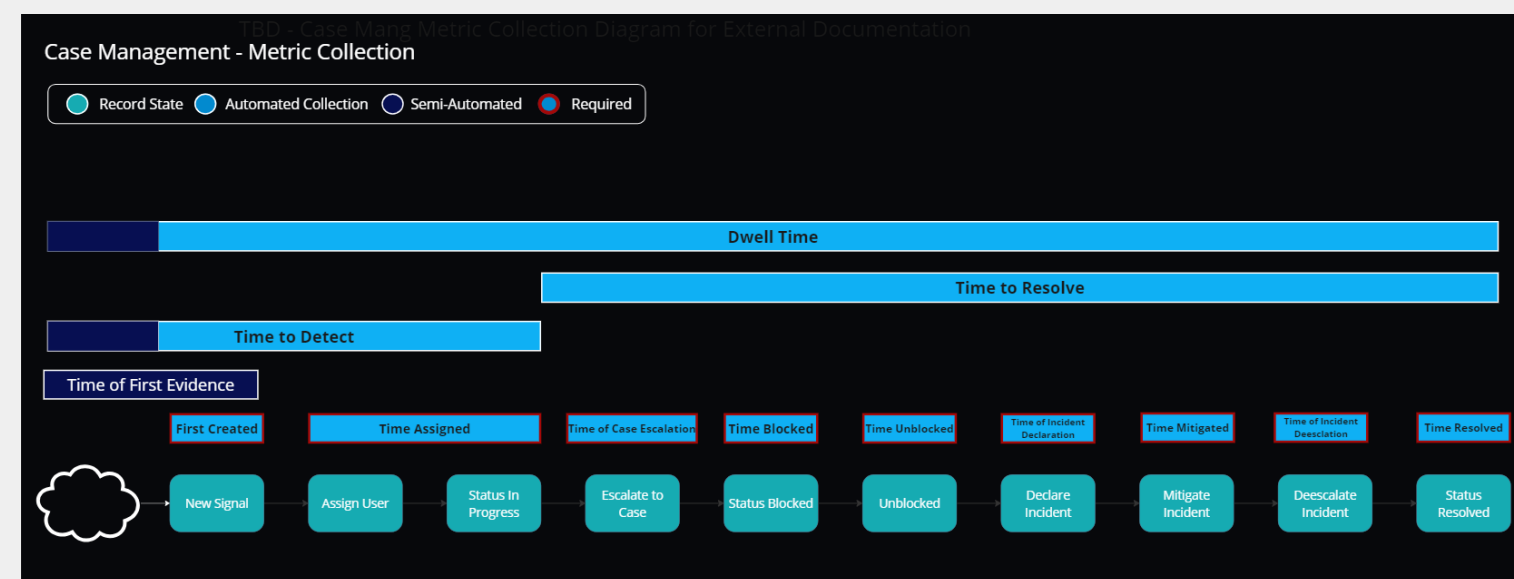 TBD - Case Mang Metric Collection Diagram for External Documentation
Case Management - Metric Collection
Record State
Automated Collection
Semi-Automated
Required
Dwell Time
Time to Resolve
Time to Detect
Time of First Evidence
First Created
Time Assigned
Time of Case Escalation
Time Blocked
Time Unblocked
Time of Incident
Declaration
Time Mitigated
Time of Incident
Deesclation
Time Resolved
New Signal
Assign User
Status In
Progress
Escalate to
Case
Status Blocked
Unblocked
Declare
Incident
Mitigate
Incident
Deescalate
Incident
Status
Resolved